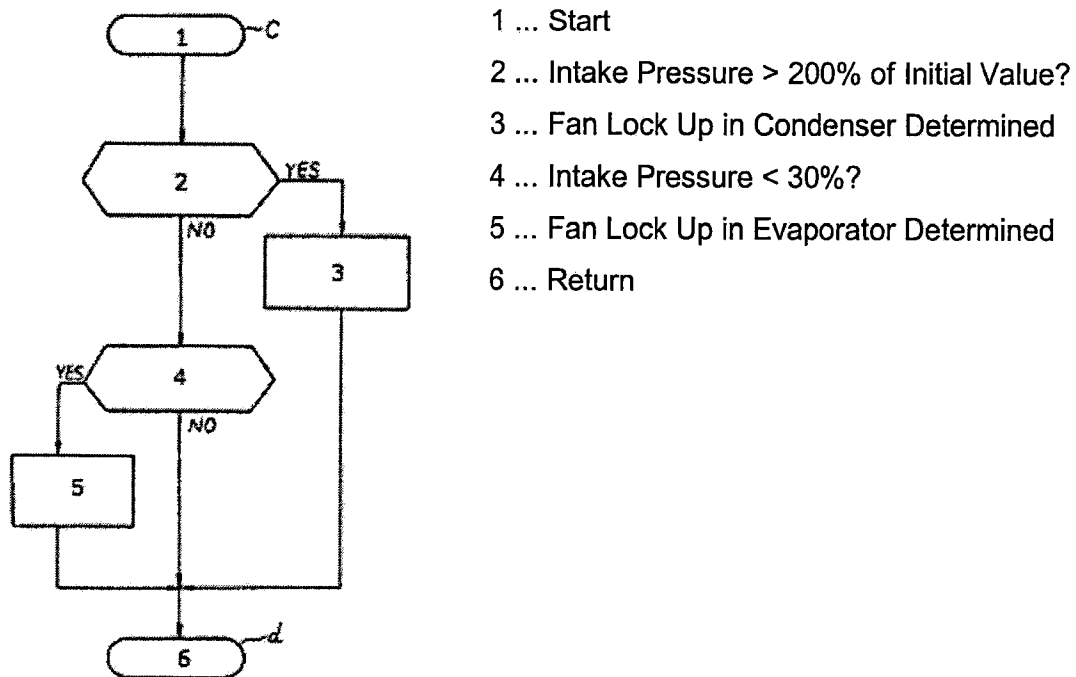 1 ... Start
2 ... Intake Pressure > 200% of Initial Value?
3 ... Fan Lock Up in Condenser Determined
4 ... Intake Pressure < 30%?
5 ... Fan Lock Up in Evaporator Determined
6 ... Return
1
C
2
YES
NO
3
4
YES
NO
5
6
d